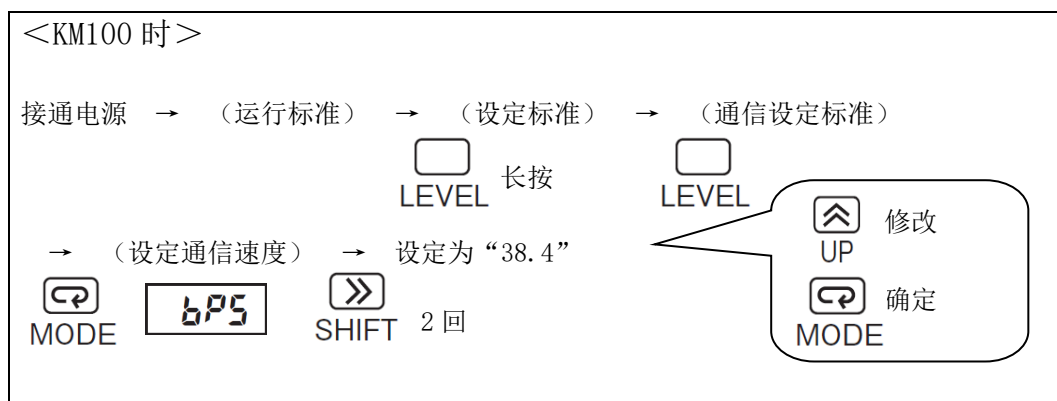 ＜KM100 时＞
接通电源 → （运行标准） → （设定标准） → （通信设定标准）
LEVEL 长按 LEVEL
→ （设定通信速度） → 设定为“38.4”
MODE bPS SHIFT 2 回
UP 修改
MODE 确定